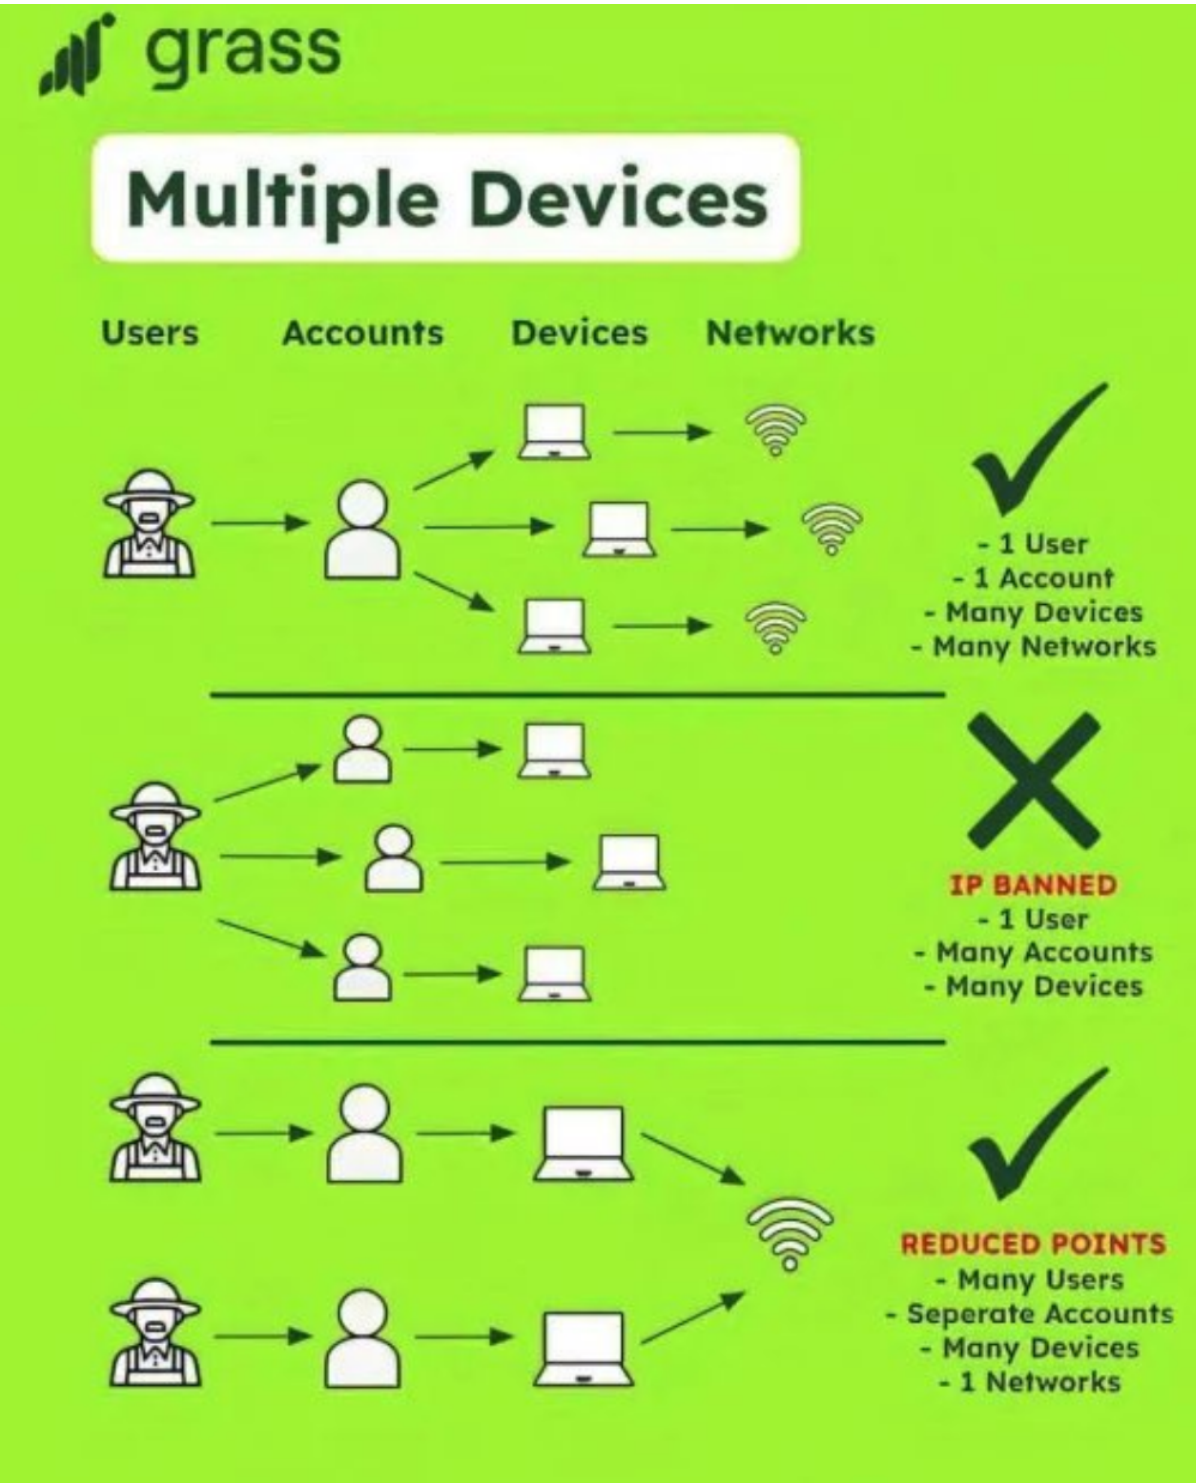 grass
Multiple Devices
Users Accounts Devices Networks
- 1 User
- 1 Account
- Many Devices
- Many Networks
IP BANNED
- 1 User
- Many Accounts
- Many Devices
REDUCED POINTS
- Many Users
- Seperate Accounts
- Many Devices
- 1 Networks